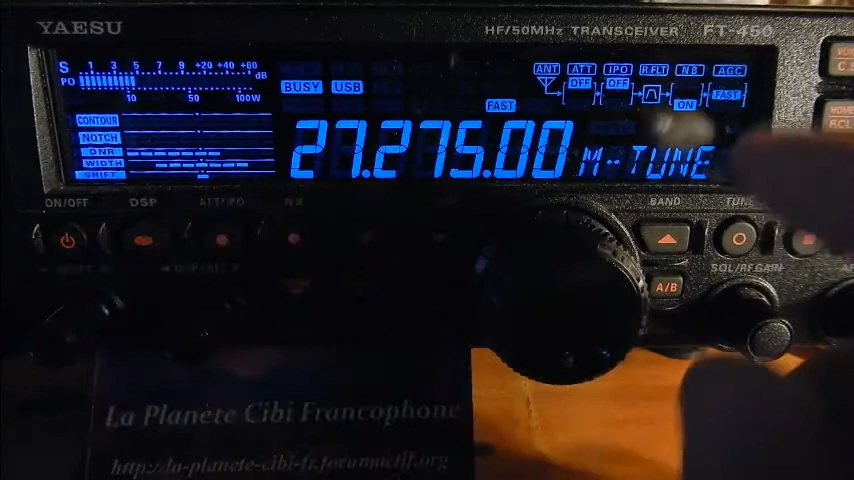 YAESU
HF/50MHz TRANSCEIVER FT-450
S 1 3 5 7 9 +20 +40 +60 dB
PO 10 50 100W
BUSY USB
FAST
ANT ATT IPO R.FLT NB AGC
OFF OFF ON FAST
CONTOUR
NOTCH
DNR
WIDTH
SHIFT
27.275.00 M-TUNE
ON/OFF DSP ATT/IPO NB
BAND TUNE
A/B
SQL/RF GAIN
AF
HOME
La Planète Cibi Francophone
http://la-planete-cibi-fr.forumactif.org